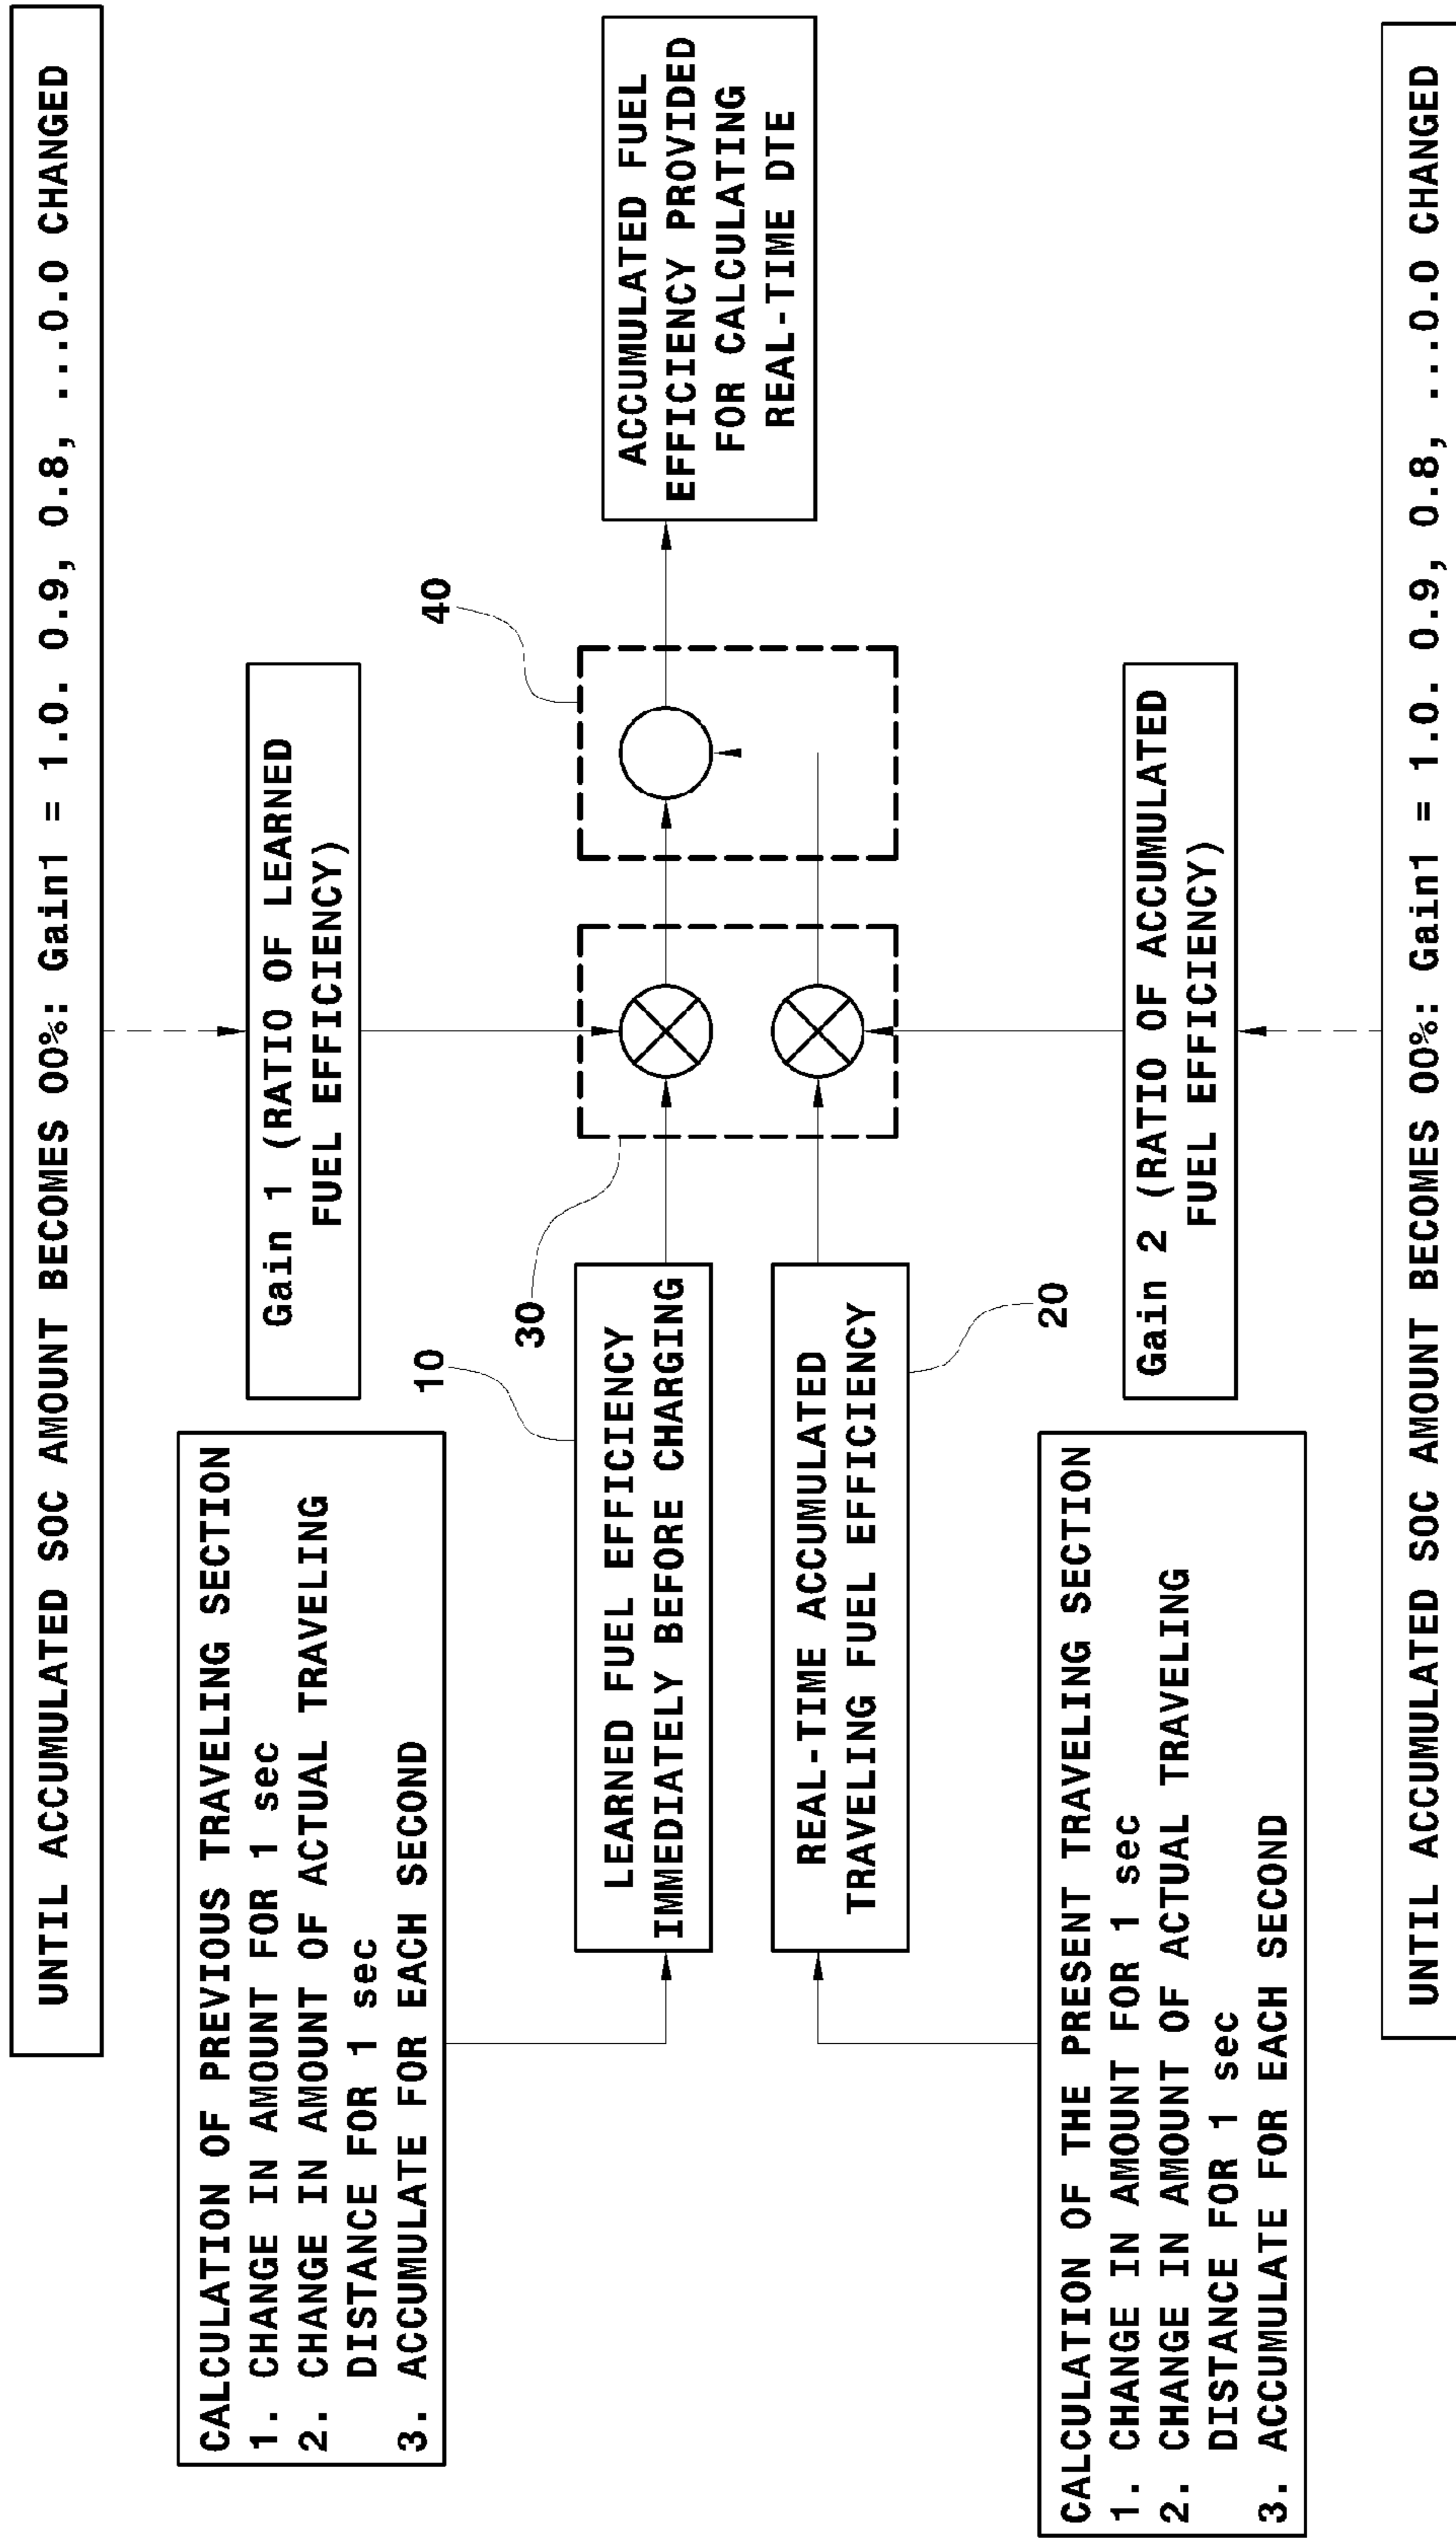 UNTIL ACCUMULATED SOC AMOUNT BECOMES 00%: Gain1 = 1.0. 0.9, 0.8, ...0.0 CHANGED
CALCULATION OF PREVIOUS TRAVELING SECTION
1. CHANGE IN AMOUNT FOR 1 sec
2. CHANGE IN AMOUNT OF ACTUAL TRAVELING
DISTANCE FOR 1 sec
3. ACCUMULATE FOR EACH SECOND
Gain 1 (RATIO OF LEARNED
FUEL EFFICIENCY)
10
30
40
LEARNED FUEL EFFICIENCY
IMMEDIATELY BEFORE CHARGING
ACCUMULATED FUEL
EFFICIENCY PROVIDED
FOR CALCULATING
REAL-TIME DTE
REAL-TIME ACCUMULATED
TRAVELING FUEL EFFICIENCY
20
CALCULATION OF THE PRESENT TRAVELING SECTION
1. CHANGE IN AMOUNT FOR 1 sec
2. CHANGE IN AMOUNT OF ACTUAL TRAVELING
DISTANCE FOR 1 sec
3. ACCUMULATE FOR EACH SECOND
Gain 2 (RATIO OF ACCUMULATED
FUEL EFFICIENCY)
UNTIL ACCUMULATED SOC AMOUNT BECOMES 00%: Gain1 = 1.0. 0.9, 0.8, ...0.0 CHANGED